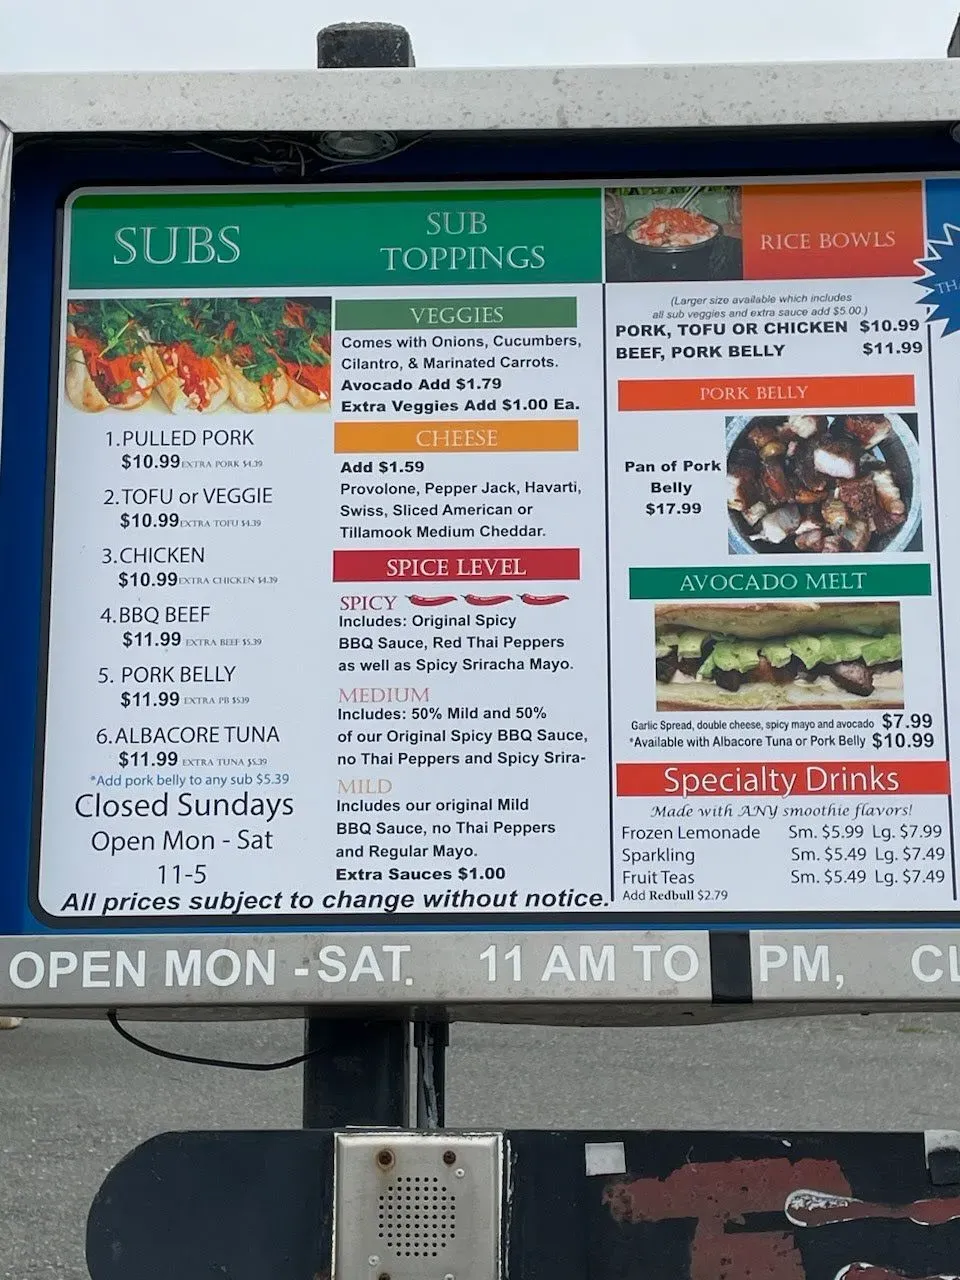 SUBS
SUB
TOPPINGS
RICE BOWLS
1.PULLED PORK
$10.99 EXTRA PORK $4.39
2.TOFU or VEGGIE
$10.99 EXTRA TOFU $4.39
3.CHICKEN
$10.99 EXTRA CHICKEN $4.39
4.BBQ BEEF
$11.99 EXTRA BEEF $5.39
5. PORK BELLY
$11.99 EXTRA PB $539
6.ALBACORE TUNA
$11.99 EXTRA TUNA $5.39
*Add pork belly to any sub $5.39
Closed Sundays
Open Mon - Sat
11-5
All prices subject to change without notice.
VEGGIES
Comes with Onions, Cucumbers,
Cilantro, & Marinated Carrots.
Avocado Add $1.79
Extra Veggies Add $1.00 Ea.
CHEESE
Add $1.59
Provolone, Pepper Jack, Havarti,
Swiss, Sliced American or
Tillamook Medium Cheddar.
SPICE LEVEL
SPICY
Includes: Original Spicy
BBQ Sauce, Red Thai Peppers
as well as Spicy Sriracha Mayo.
MEDIUM
Includes: 50% Mild and 50%
of our Original Spicy BBQ Sauce,
no Thai Peppers and Spicy Srira-
MILD
Includes our original Mild
BBQ Sauce, no Thai Peppers
and Regular Mayo.
Extra Sauces $1.00
(Larger size available which includes
all sub veggies and extra sauce add $5.00.)
PORK, TOFU OR CHICKEN $10.99
BEEF, PORK BELLY $11.99
PORK BELLY
Pan of Pork
Belly
$17.99
AVOCADO MELT
Garlic Spread, double cheese, spicy mayo and avocado $7.99
*Available with Albacore Tuna or Pork Belly $10.99
Specialty Drinks
Made with ANY smoothie flavors!
Frozen Lemonade Sm. $5.99 Lg. $7.99
Sparkling Sm. $5.49 Lg. $7.49
Fruit Teas Sm. $5.49 Lg. $7.49
Add Redbull $2.79
OPEN MON - SAT. 11 AM TO PM,